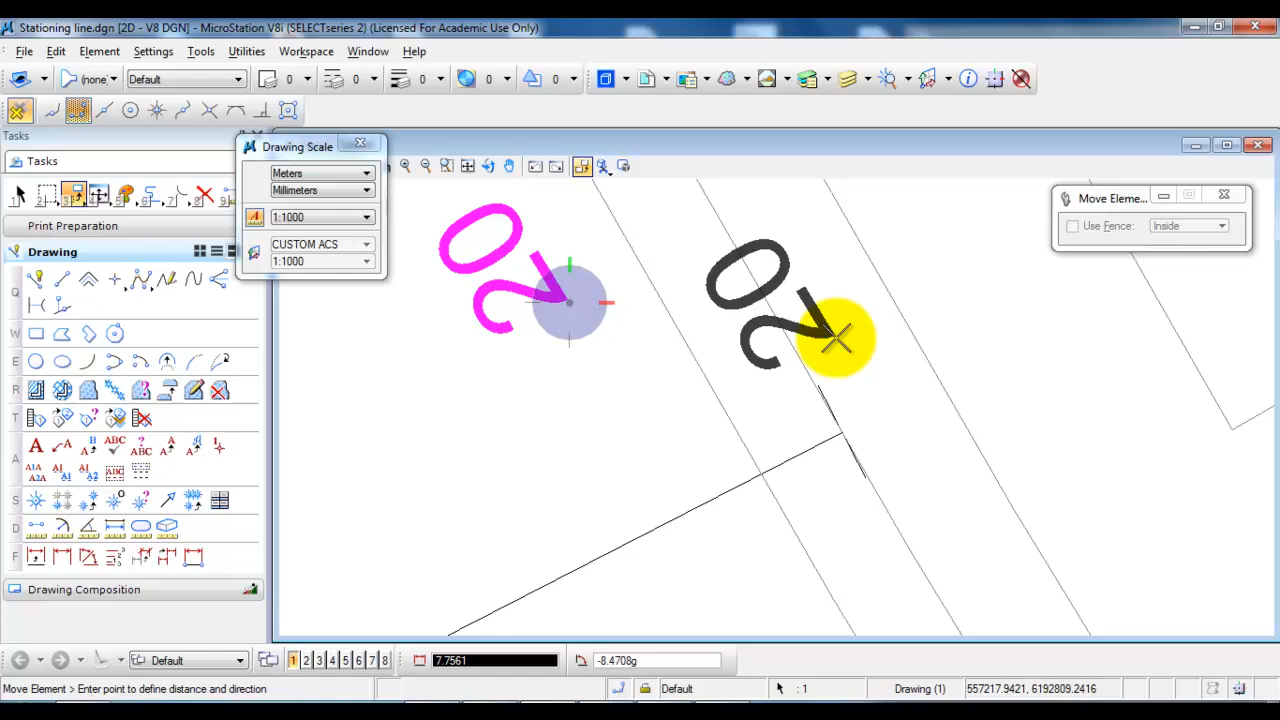 Stationing line.dgn [2D - V8 DGN] - MicroStation V8i (SELECTseries 2) (Licensed For Academic Use Only)
File Edit Element Settings Tools Utilities Workspace Window Help
(none) Default 0 0 0 0 0
Tasks
Tasks
Print Preparation
Drawing
Q
W
E
R
T
A
S
D
F
Drawing Composition
Drawing Scale
Meters
Millimeters
1:1000
CUSTOM ACS
1:1000
Move Eleme...
Use Fence: Inside
20
20
Default 1 2 3 4 5 6 7 8 7.7561 -8.4708g
Move Element > Enter point to define distance and direction Default : 1 Drawing (1) 557217.9421, 6192809.2416